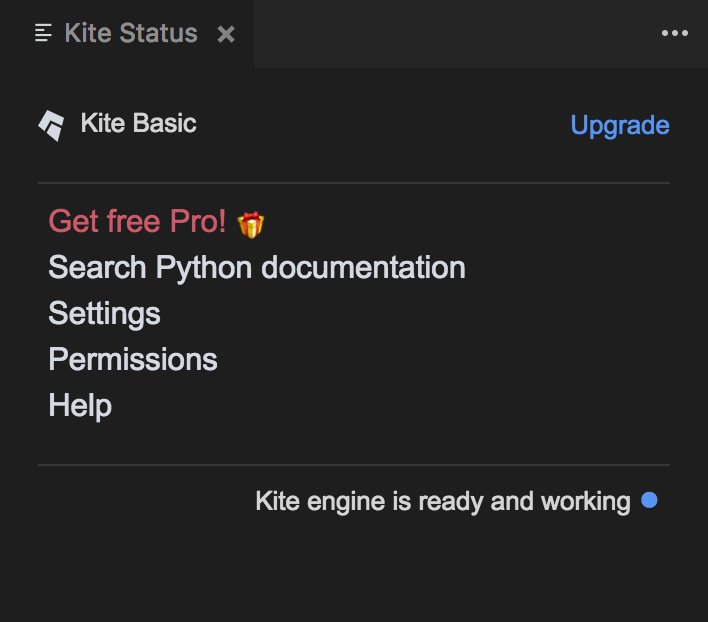 Kite Status
Kite Basic
Upgrade
Get free Pro!
Search Python documentation
Settings
Permissions
Help
Kite engine is ready and working